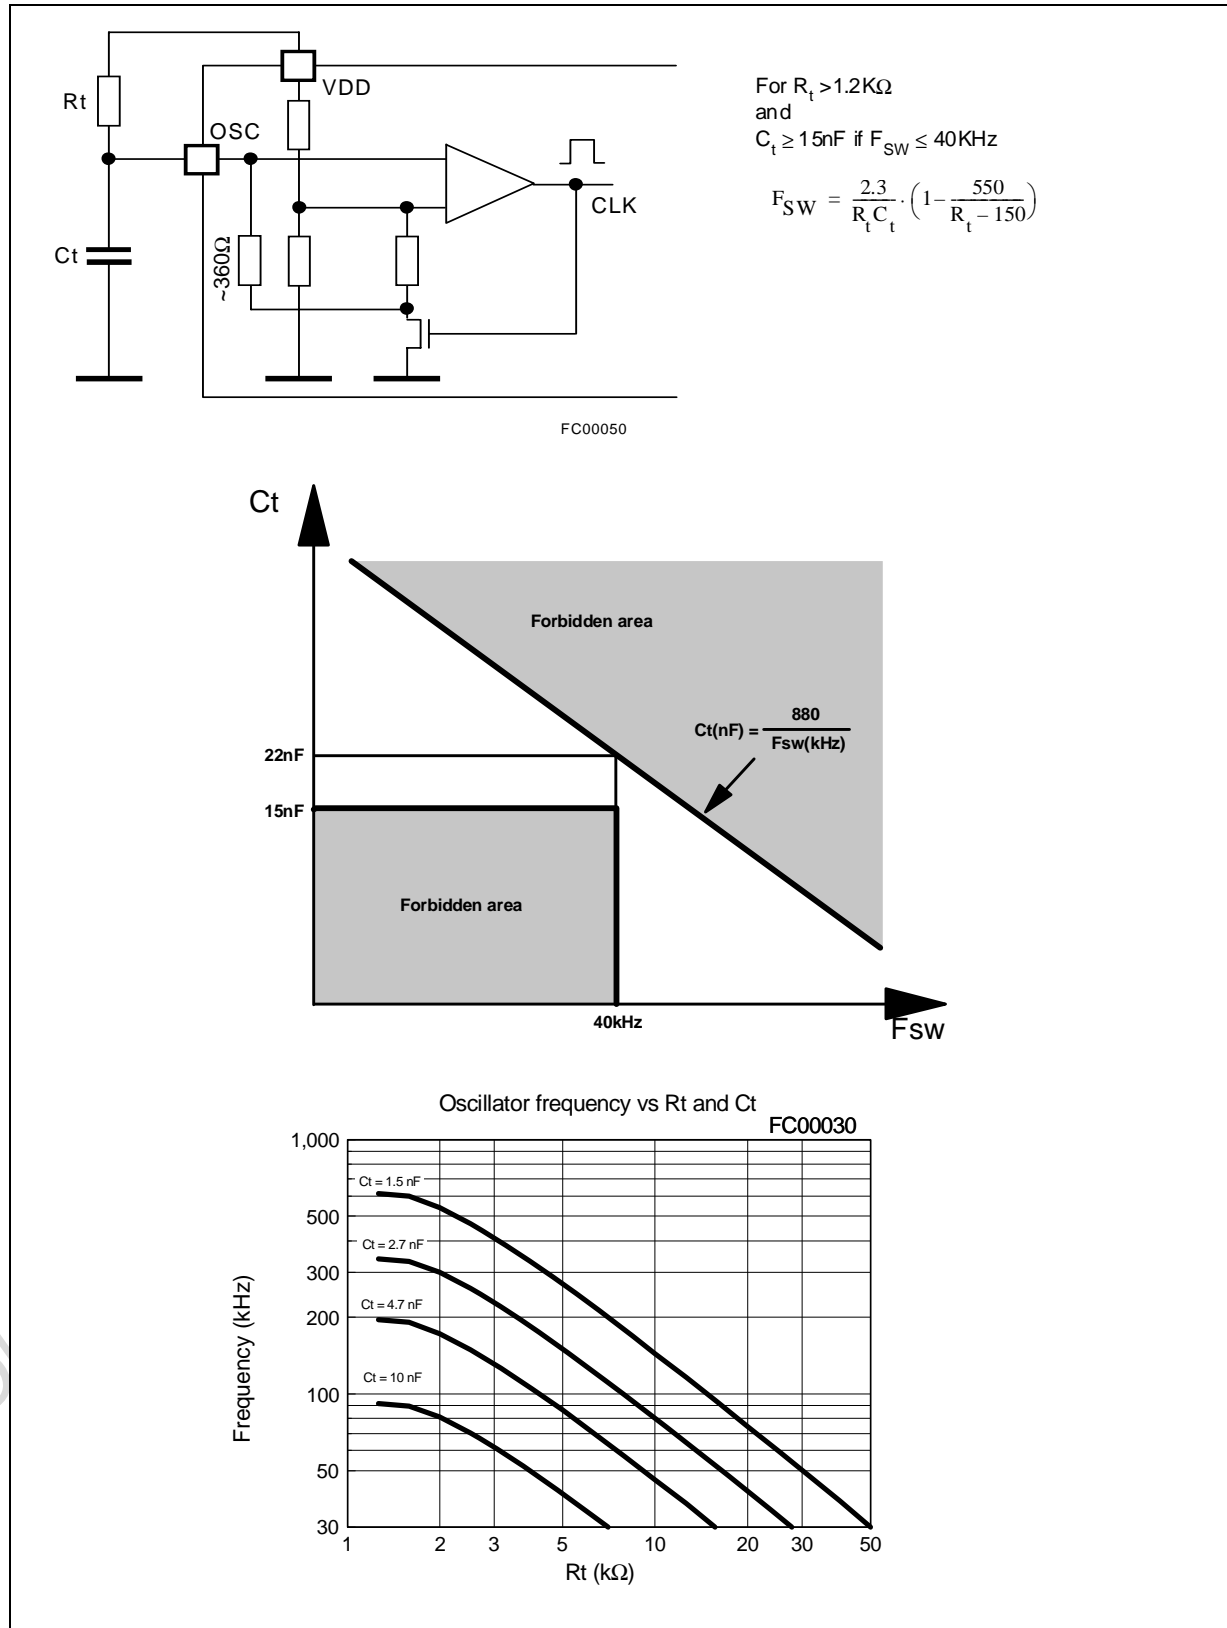 Rt
VDD
OSC
CLK
Ct
~360Ω
FC00050
For Rt >1.2KΩ
and
Ct ≥ 15nF if FSW ≤ 40KHz
FSW = 2.3 / RtCt · (1 − 550 / Rt − 150)
Ct
Forbidden area
Ct(nF) = 880 / Fsw(kHz)
22nF
15nF
Forbidden area
40kHz
Fsw
Oscillator frequency vs Rt and Ct
FC00030
1,000
Ct = 1.5 nF
500
Ct = 2.7 nF
300
Ct = 4.7 nF
200
Ct = 10 nF
100
50
30
Frequency (kHz)
1 2 3 5 10 20 30 50
Rt (kΩ)